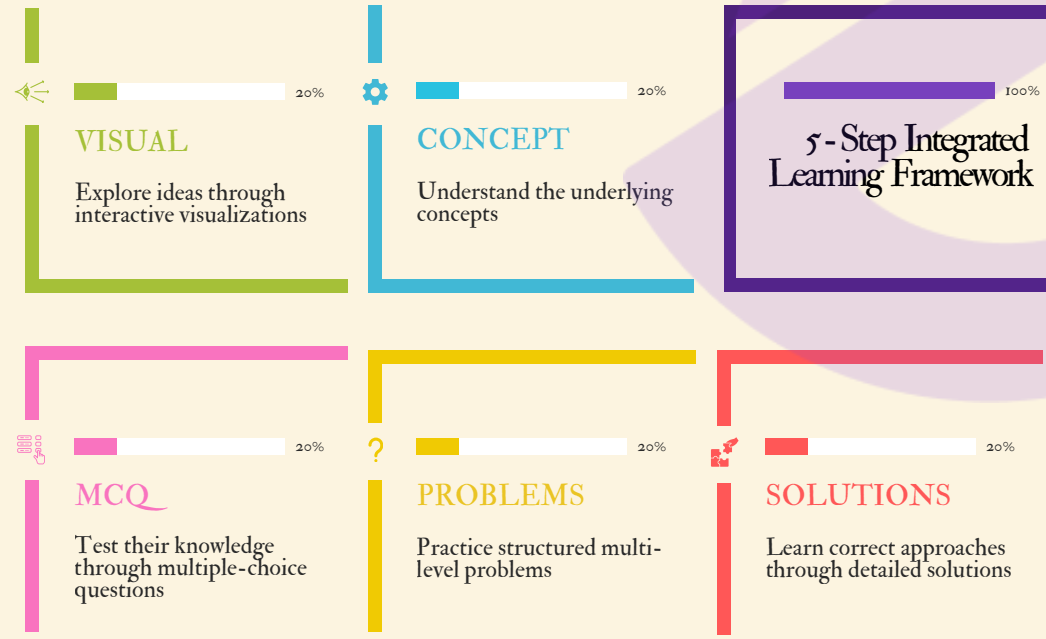 20%
VISUAL
Explore ideas through
interactive visualizations
20%
CONCEPT
Understand the underlying
concepts
100%
5-Step Integrated
Learning Framework
20%
MCQ
Test their knowledge
through multiple-choice
questions
20%
?
PROBLEMS
Practice structured multi-
level problems
20%
SOLUTIONS
Learn correct approaches
through detailed solutions